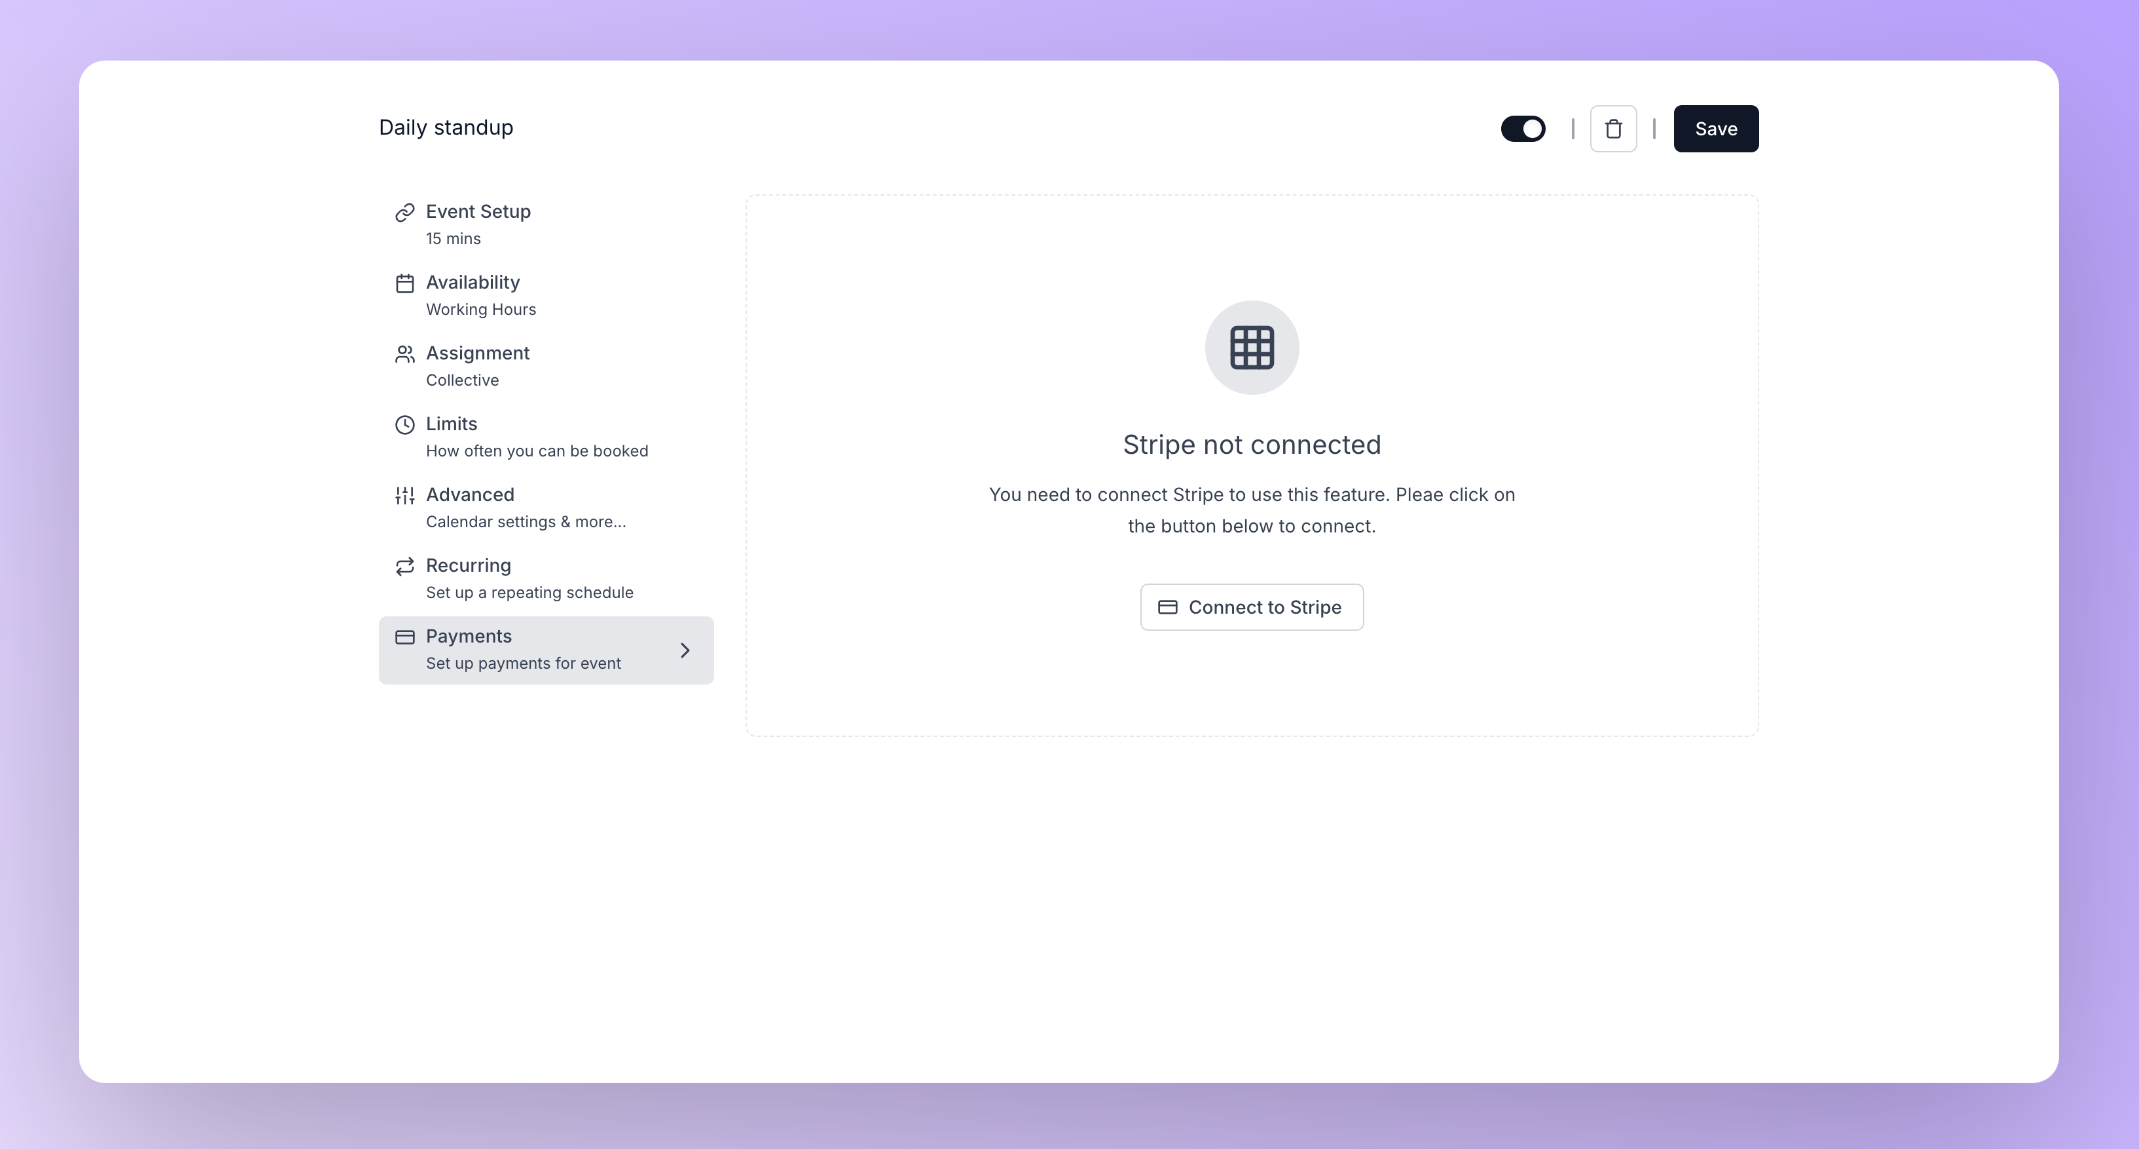 Daily standup
Save
Event Setup
15 mins
Availability
Working Hours
Assignment
Collective
Limits
How often you can be booked
Advanced
Calendar settings & more...
Recurring
Set up a repeating schedule
Payments
Set up payments for event
Stripe not connected
You need to connect Stripe to use this feature. Pleae click on
the button below to connect.
Connect to Stripe